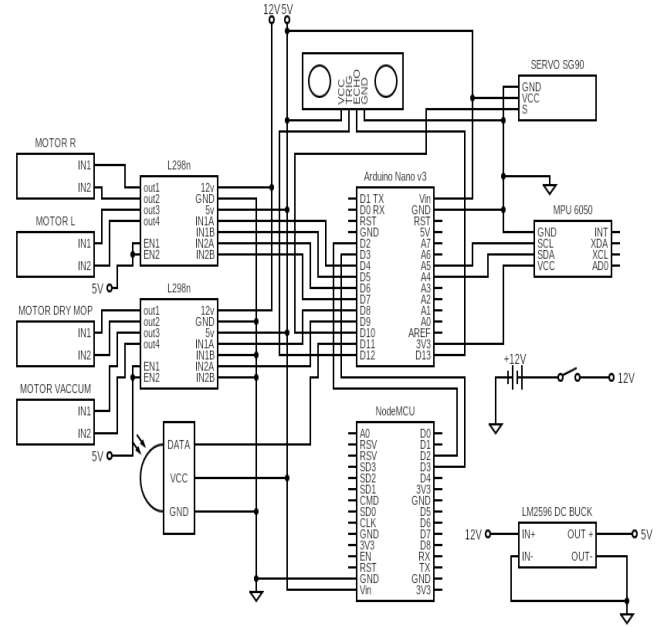 12V 5V
VCC
TRIG
ECHO
GND
SERVO SG90
GND
VCC
S
MOTOR R
IN1
IN2
L298n
out1
out2
out3
out4
EN1
EN2
12v
GND
5v
IN1A
IN1B
IN2A
IN2B
MOTOR L
IN1
IN2
5V
Arduino Nano v3
D1 TX
D0 RX
RST
GND
D2
D3
D4
D5
D6
D7
D8
D9
D10
D11
D12
Vin
GND
RST
5V
A7
A6
A5
A4
A3
A2
A1
A0
AREF
3V3
D13
MPU 6050
GND
SCL
SDA
VCC
INT
XDA
XCL
AD0
L298n
out1
out2
out3
out4
EN1
EN2
12v
GND
5v
IN1A
IN1B
IN2A
IN2B
MOTOR DRY MOP
IN1
IN2
MOTOR VACCUM
IN1
IN2
5V
DATA
VCC
GND
+12V
12V
NodeMCU
A0
RSV
RSV
SD3
SD2
SD1
CMD
SD0
CLK
GND
3V3
EN
RST
GND
Vin
D0
D1
D2
D3
D4
3V3
GND
D5
D6
D7
D8
RX
TX
GND
3V3
LM2596 DC BUCK
12V
IN+
IN-
OUT +
OUT-
5V